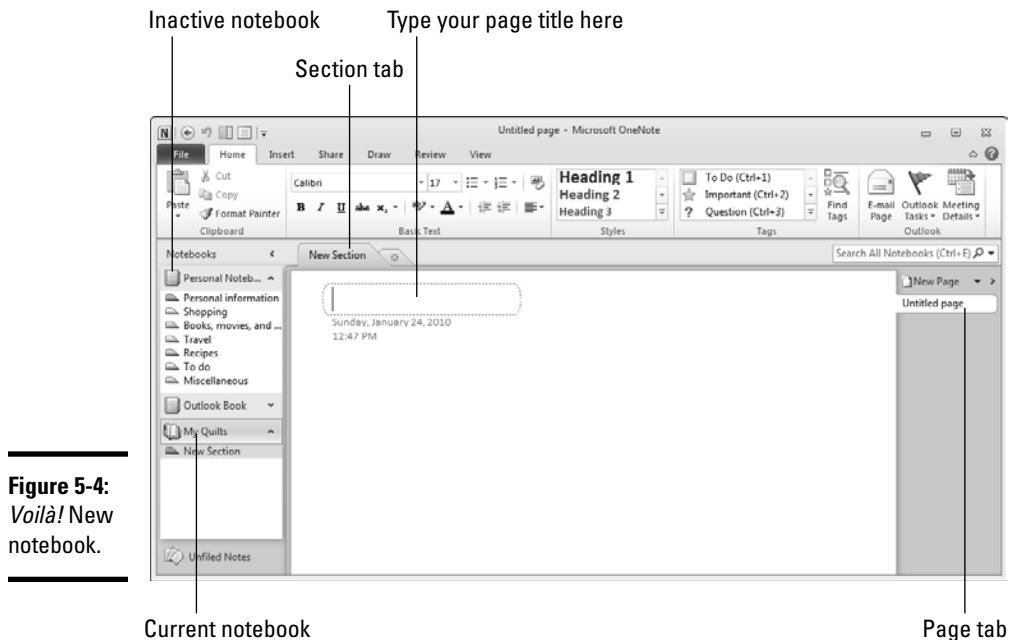 Inactive notebook
Type your page title here
Section tab
Untitled page - Microsoft OneNote
File Home Insert Share Draw Review View
Cut
Copy
Paste
Format Painter
Clipboard
Calibri 17
B I U abc x₂
A
Basic Text
Heading 1
Heading 2
Heading 3
Styles
To Do (Ctrl+1)
Important (Ctrl+2)
? Question (Ctrl+3)
Tags
Find
Tags
E-mail
Page
Outlook
Tasks
Meeting
Details
Outlook
Notebooks
New Section
Search All Notebooks (Ctrl+E)
Personal Noteb...
Personal information
Shopping
Books, movies, and ...
Travel
Recipes
To do
Miscellaneous
Outlook Book
My Quilts
New Section
Unfiled Notes
Sunday, January 24, 2010
12:47 PM
New Page
Untitled page
Figure 5-4:
Voilà! New
notebook.
Current notebook
Page tab